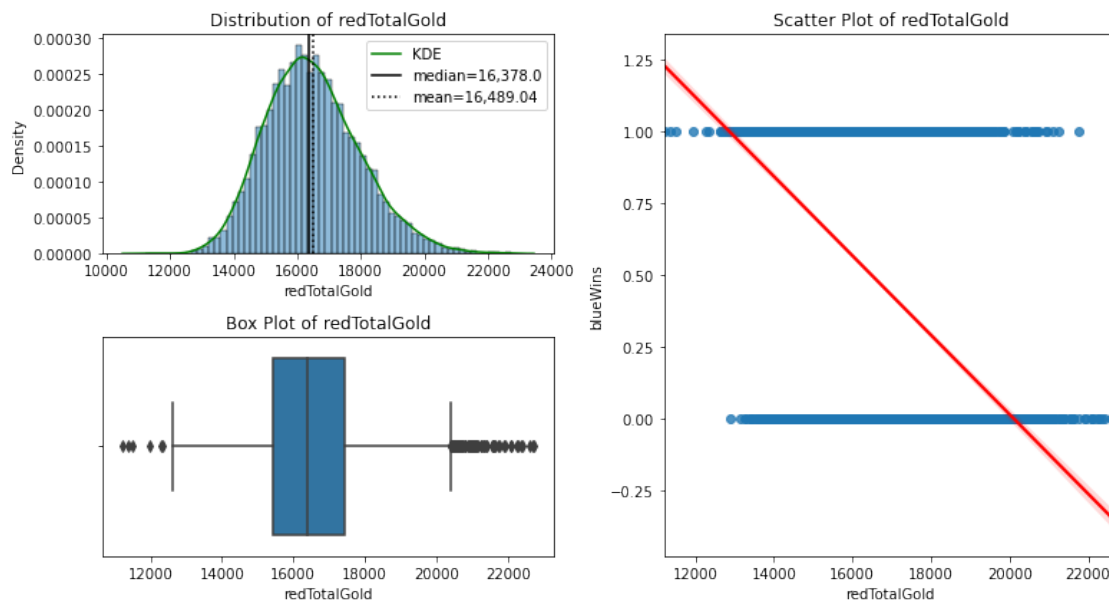 Distribution of redTotalGold
0.00030
0.00025
0.00020
0.00015
0.00010
0.00005
0.00000
Density
KDE
median=16,378.0
mean=16,489.04
10000 12000 14000 16000 18000 20000 22000 24000
redTotalGold
Box Plot of redTotalGold
12000 14000 16000 18000 20000 22000
redTotalGold
Scatter Plot of redTotalGold
1.25
1.00
0.75
0.50
0.25
0.00
−0.25
blueWins
12000 14000 16000 18000 20000 22000
redTotalGold